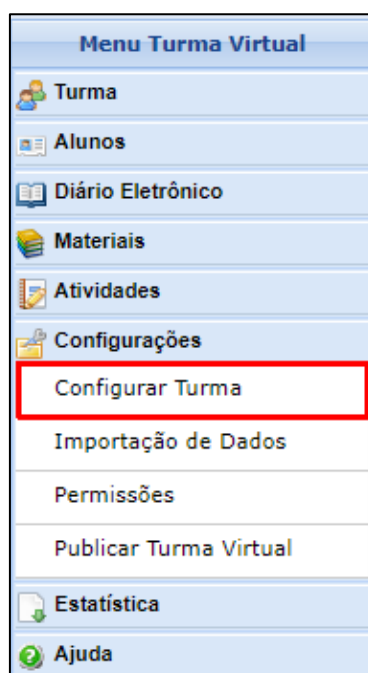 Menu Turma Virtual
Turma
Alunos
Diário Eletrônico
Materiais
Atividades
Configurações
Configurar Turma
Importação de Dados
Permissões
Publicar Turma Virtual
Estatística
Ajuda